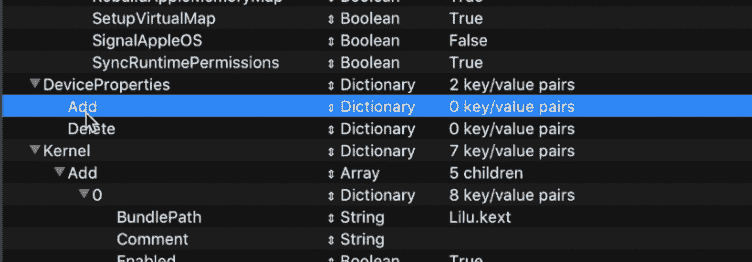 RebuildAppleMemoryMap Boolean True
SetupVirtualMap Boolean True
SignalAppleOS Boolean False
SyncRuntimePermissions Boolean True
DeviceProperties Dictionary 2 key/value pairs
Add Dictionary 0 key/value pairs
Delete Dictionary 0 key/value pairs
Kernel Dictionary 7 key/value pairs
Add Array 5 children
0 Dictionary 8 key/value pairs
BundlePath String Lilu.kext
Comment String
Enabled Boolean True